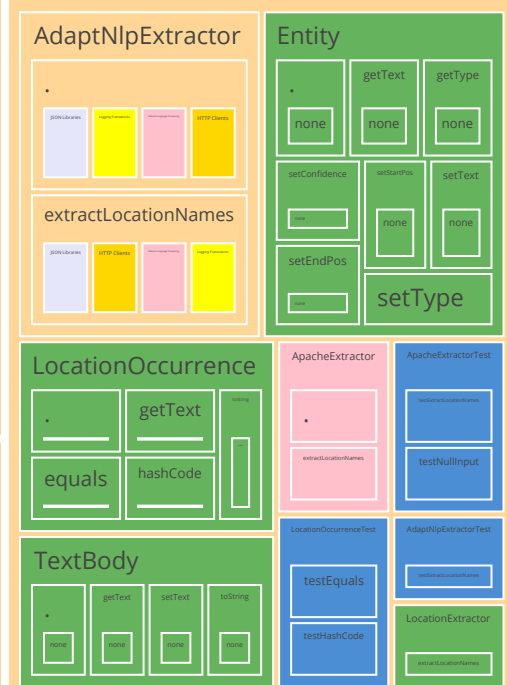 AdaptNlpExtractor
.
JSON Libraries
Logging Frameworks
HTTP Clients
extractLocationNames
JSON Libraries
HTTP Clients
Logging Frameworks
Entity
.
none
getText
none
getType
none
setConfidence
none
setStartPos
none
setText
none
setEndPos
none
setType
LocationOccurrence
.
getText
toString
equals
hashCode
ApacheExtractor
.
extractLocationNames
ApacheExtractorTest
testExtractLocationNames
testNullInput
LocationOccurrenceTest
testEquals
testHashCode
AdaptNlpExtractorTest
testExtractLocationNames
LocationExtractor
extractLocationNames
TextBody
.
none
getText
none
setText
none
toString
none